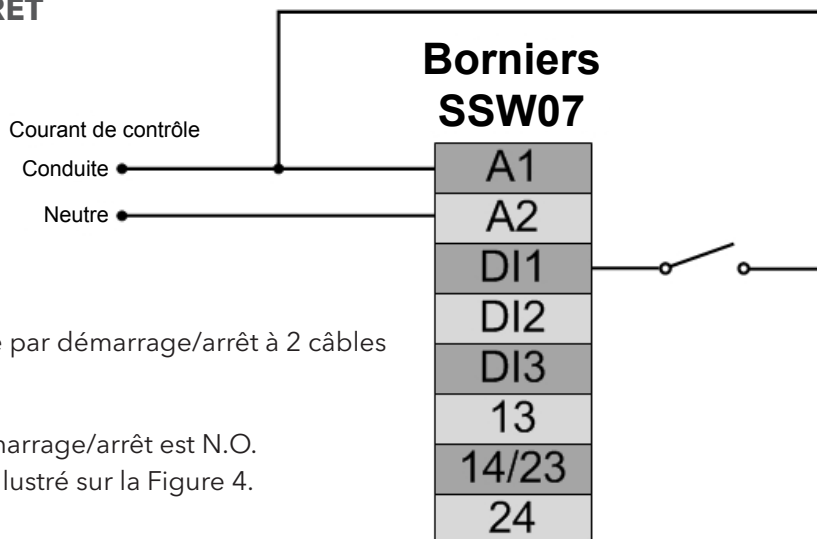 Borniers
SSW07
Courant de contrôle
Conduite
Neutre
A1
A2
DI1
DI2
DI3
13
14/23
24
par démarrage/arrêt à 2 câbles
marrage/arrêt est N.O.
llustré sur la Figure 4.